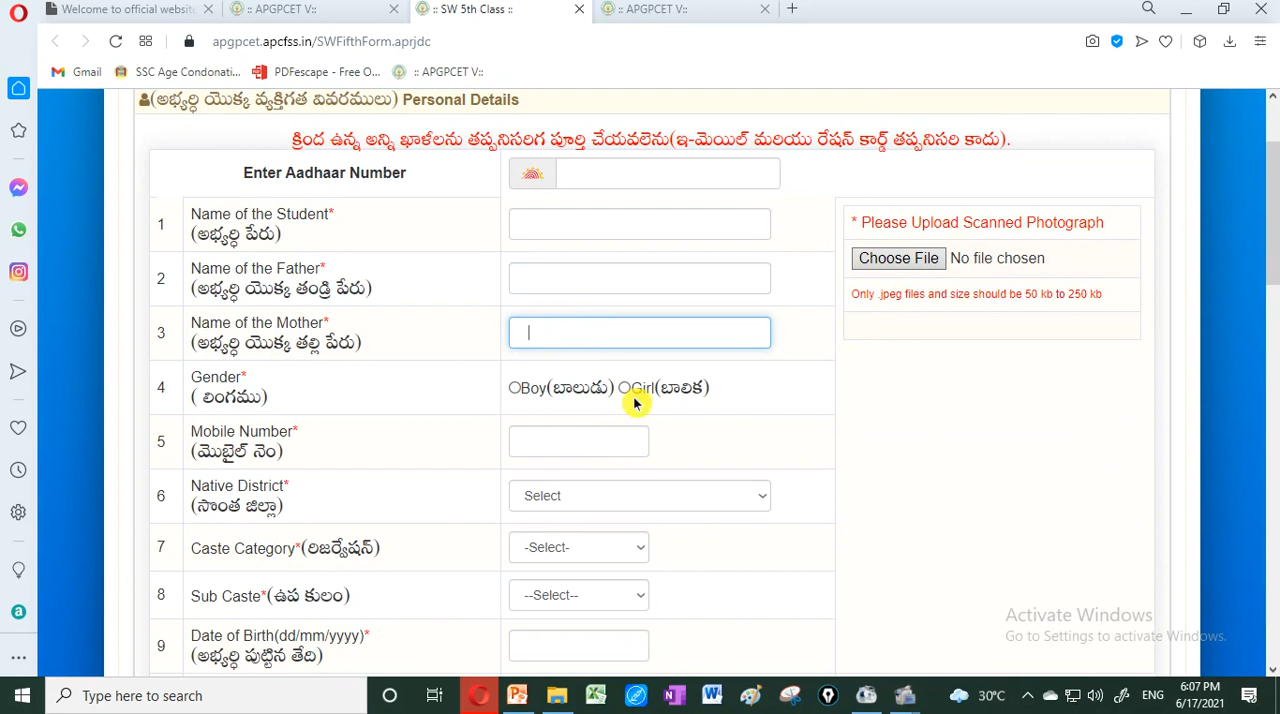 Welcome to official website
:: APGPCET V::
:: SW 5th Class ::
:: APGPCET V::
apgpcet.apcfss.in/SWFifthForm.aprjdc
Gmail
SSC Age Condonati...
PDFescape - Free O...
:: APGPCET V::
(అభ్యర్ధి యొక్క వ్యక్తిగత వివరములు) Personal Details
క్రింద ఉన్న అన్ని ఖాళీలను తప్పనిసరిగ పూర్తి చేయవలెను(ఇ-మెయిల్ మరియు రేషన్ కార్డ్ తప్పనిసరి కాదు).
Enter Aadhaar Number
1 Name of the Student*
(అభ్యర్ధి పేరు)
* Please Upload Scanned Photograph
Choose File No file chosen
Only .jpeg files and size should be 50 kb to 250 kb
2 Name of the Father*
(అభ్యర్ధి యొక్క తండ్రి పేరు)
3 Name of the Mother*
(అభ్యర్ధి యొక్క తల్లి పేరు)
4 Gender*
( లింగము)
Boy(బాలుడు) Girl(బాలిక)
5 Mobile Number*
(మొబైల్ నెం)
6 Native District*
(సొంత జిల్లా)
Select
7 Caste Category*(రిజర్వేషన్)
-Select-
8 Sub Caste*(ఉప కులం)
--Select--
9 Date of Birth(dd/mm/yyyy)*
(అభ్యర్ధి పుట్టిన తేది)
Activate Windows
Go to Settings to activate Windows.
Type here to search
30°C
ENG
6:07 PM
6/17/2021